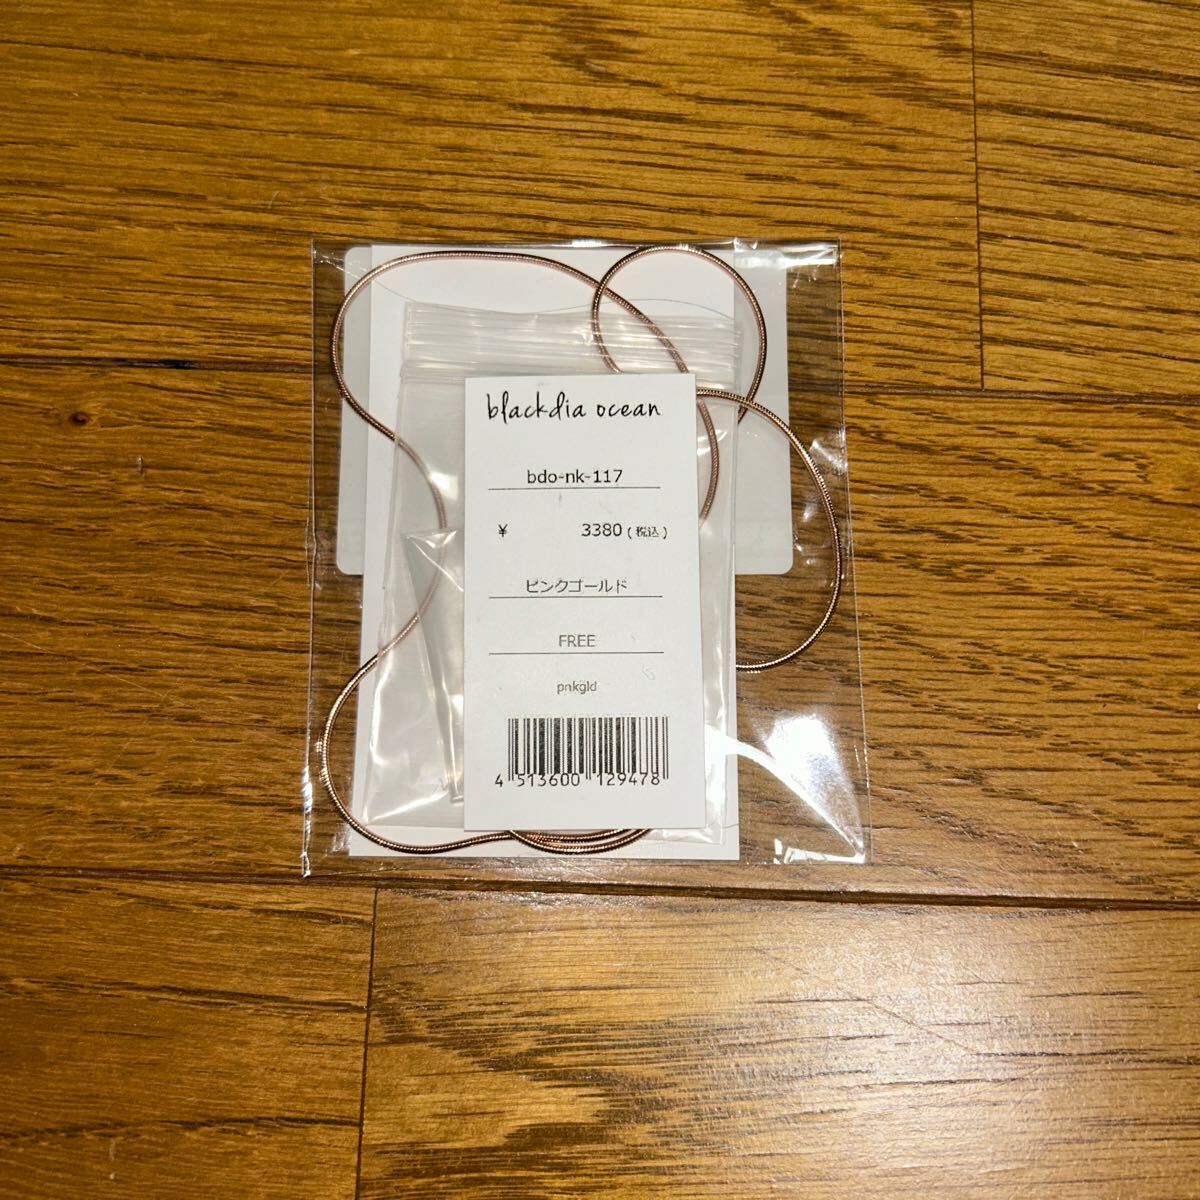 blackdia ocean
bdo-nk-117
¥ 3380 (税込)
ピンクゴールド
FREE
pnkgld
4 513600 129478